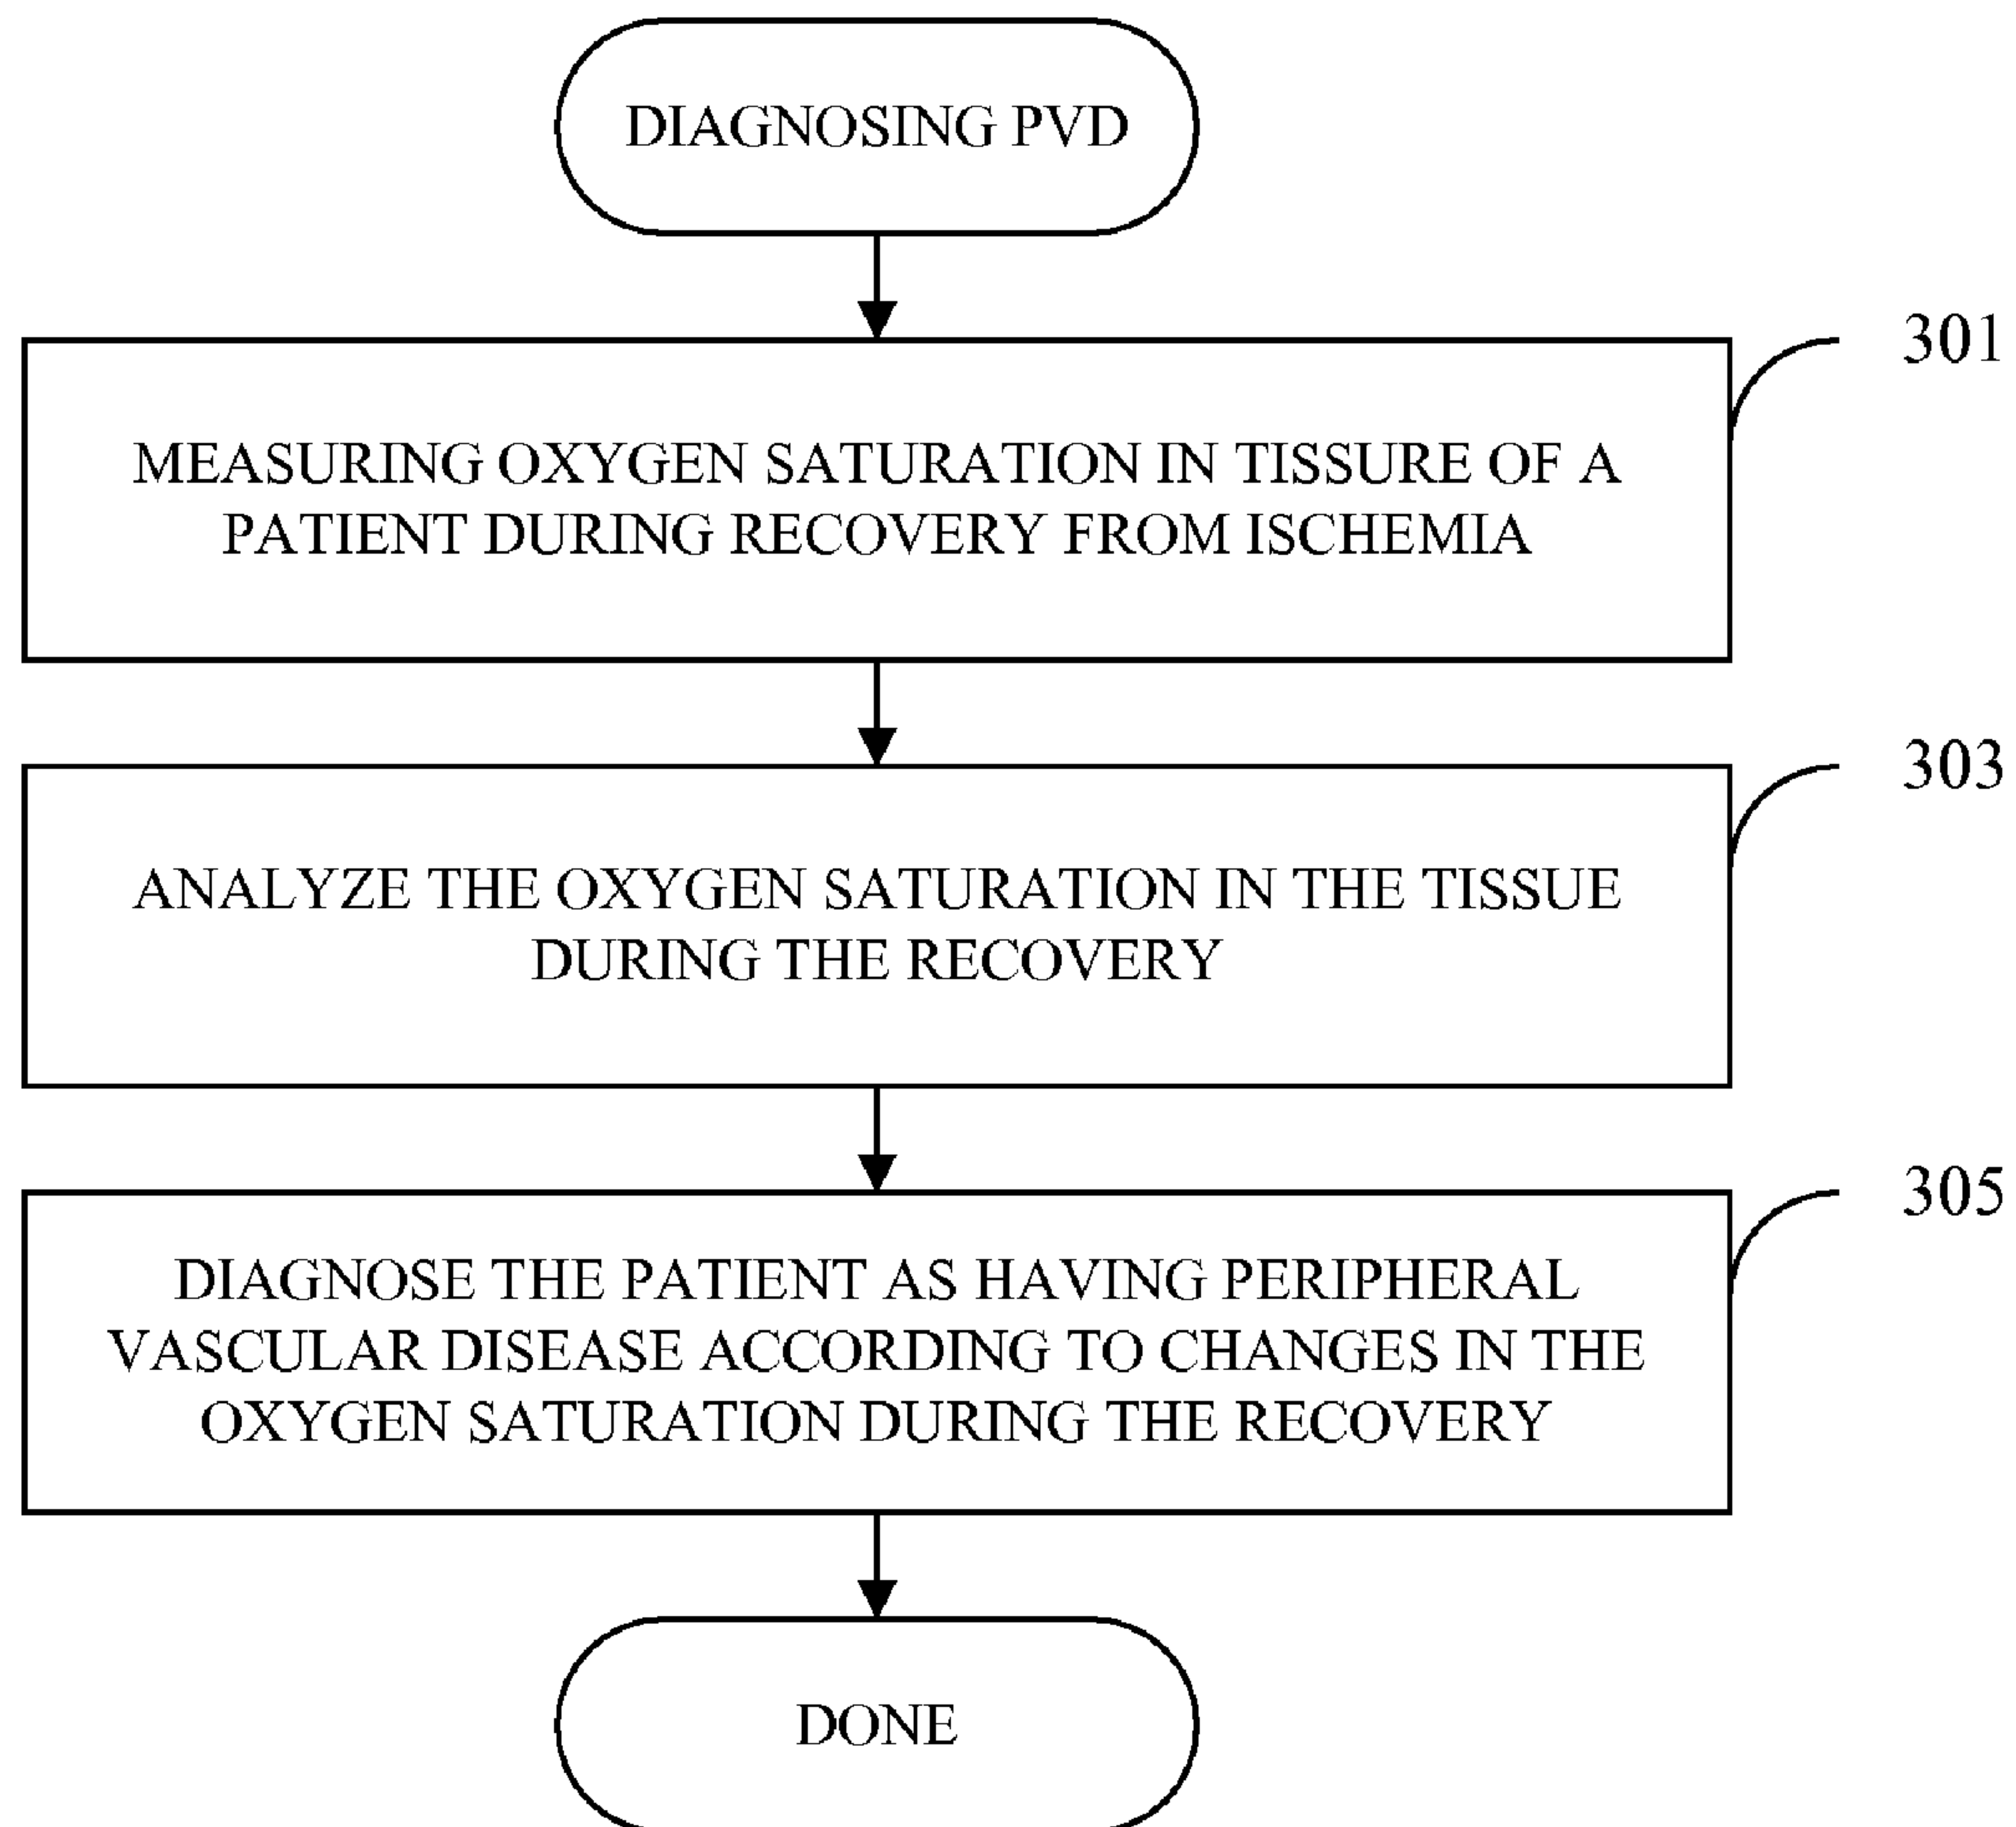 DIAGNOSING PVD
301
MEASURING OXYGEN SATURATION IN TISSURE OF A
PATIENT DURING RECOVERY FROM ISCHEMIA
303
ANALYZE THE OXYGEN SATURATION IN THE TISSUE
DURING THE RECOVERY
305
DIAGNOSE THE PATIENT AS HAVING PERIPHERAL
VASCULAR DISEASE ACCORDING TO CHANGES IN THE
OXYGEN SATURATION DURING THE RECOVERY
DONE